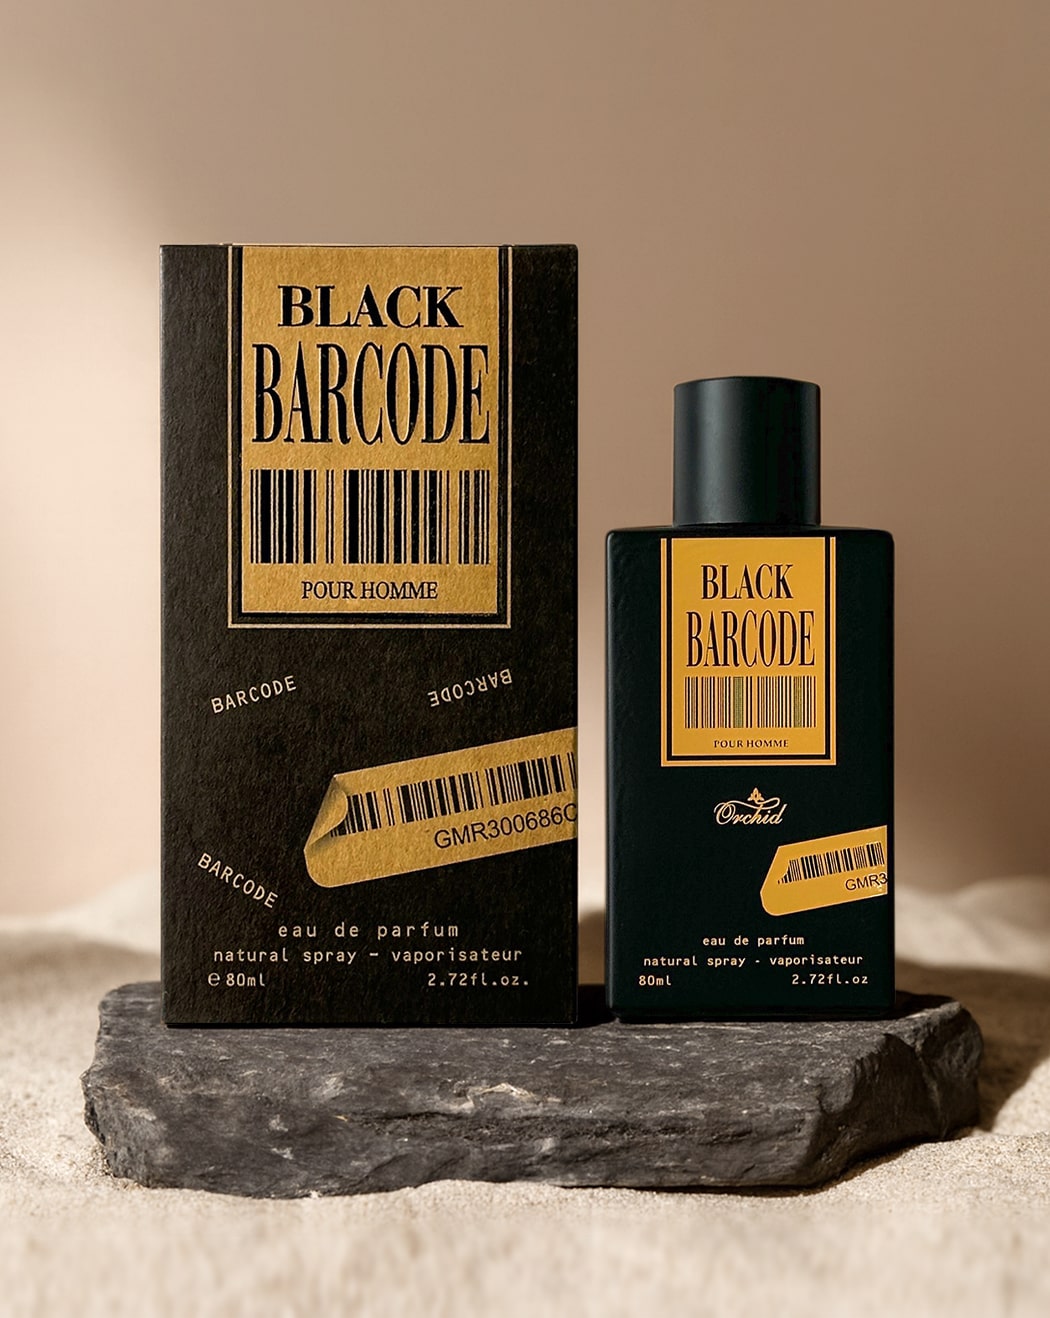 BLACK
BARCODE
POUR HOMME
BARCODE
BARCODE
GMR300686C
BARCODE
eau de parfum
natural spray - vaporisateur
℮80ml 2.72fl.oz.
BLACK
BARCODE
POUR HOMME
Orchid
GMR3
eau de parfum
natural spray - vaporisateur
80ml 2.72fl.oz